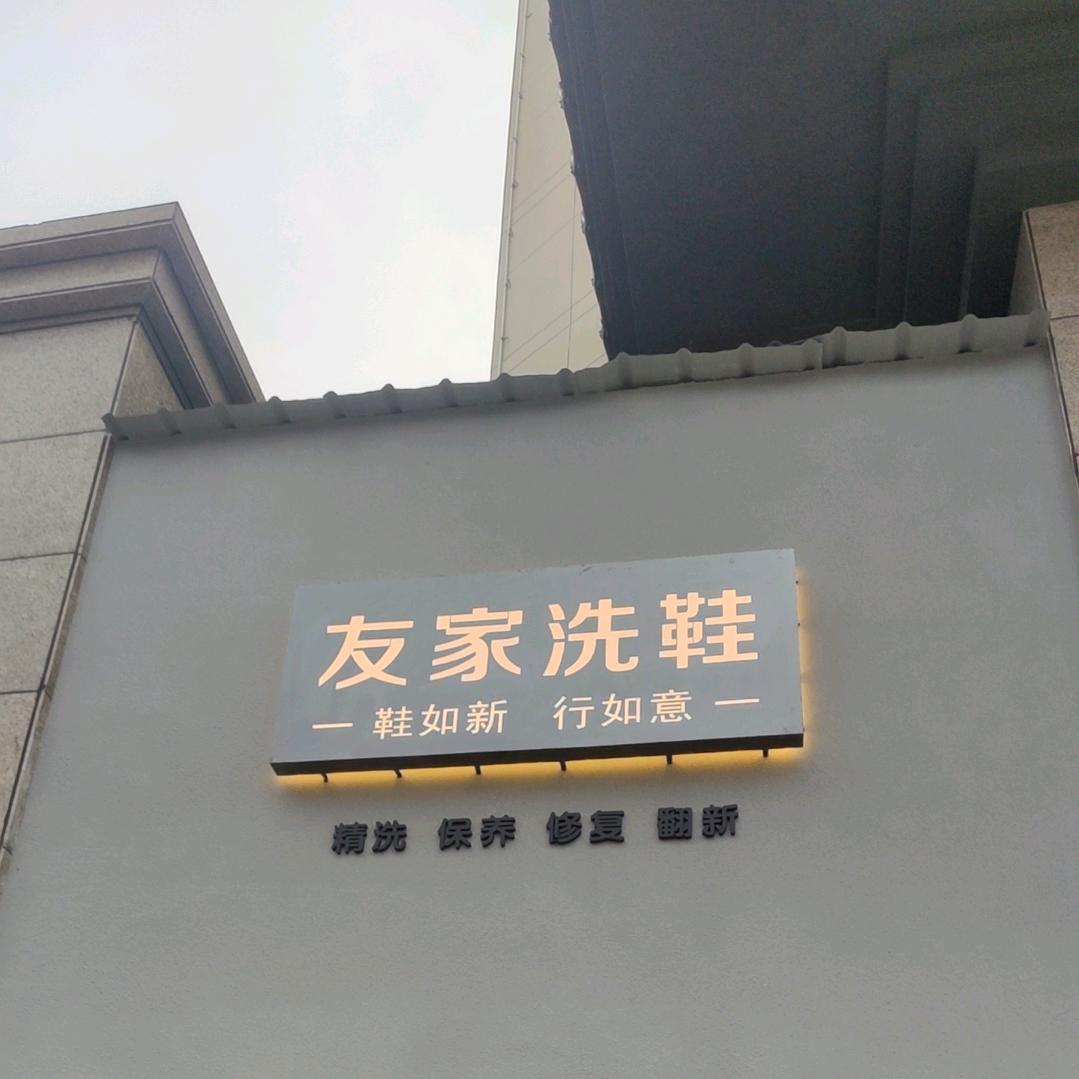 友家洗鞋
— 鞋如新 行如意 —
精洗 保养 修复 翻新